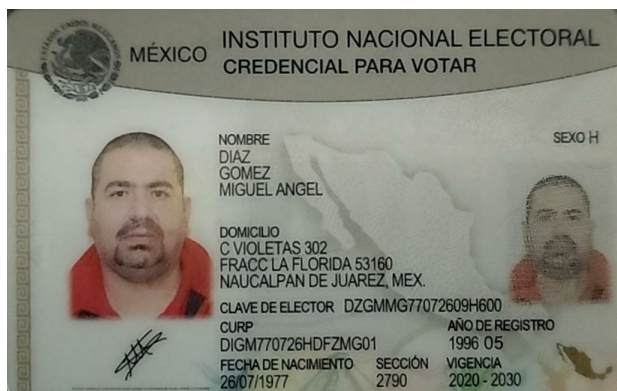 MÉXICO
INSTITUTO NACIONAL ELECTORAL
CREDENCIAL PARA VOTAR
NOMBRE
SEXO H
DIAZ
GOMEZ
MIGUEL ANGEL
DOMICILIO
C VIOLETAS 302
FRACC LA FLORIDA 53160
NAUCALPAN DE JUAREZ, MEX.
CLAVE DE ELECTOR DZGMMG77072609H600
CURP
DIGM770726HDFZMG01
AÑO DE REGISTRO
1996 05
FECHA DE NACIMIENTO
26/07/1977
SECCIÓN
2790
VIGENCIA
2020 - 2030